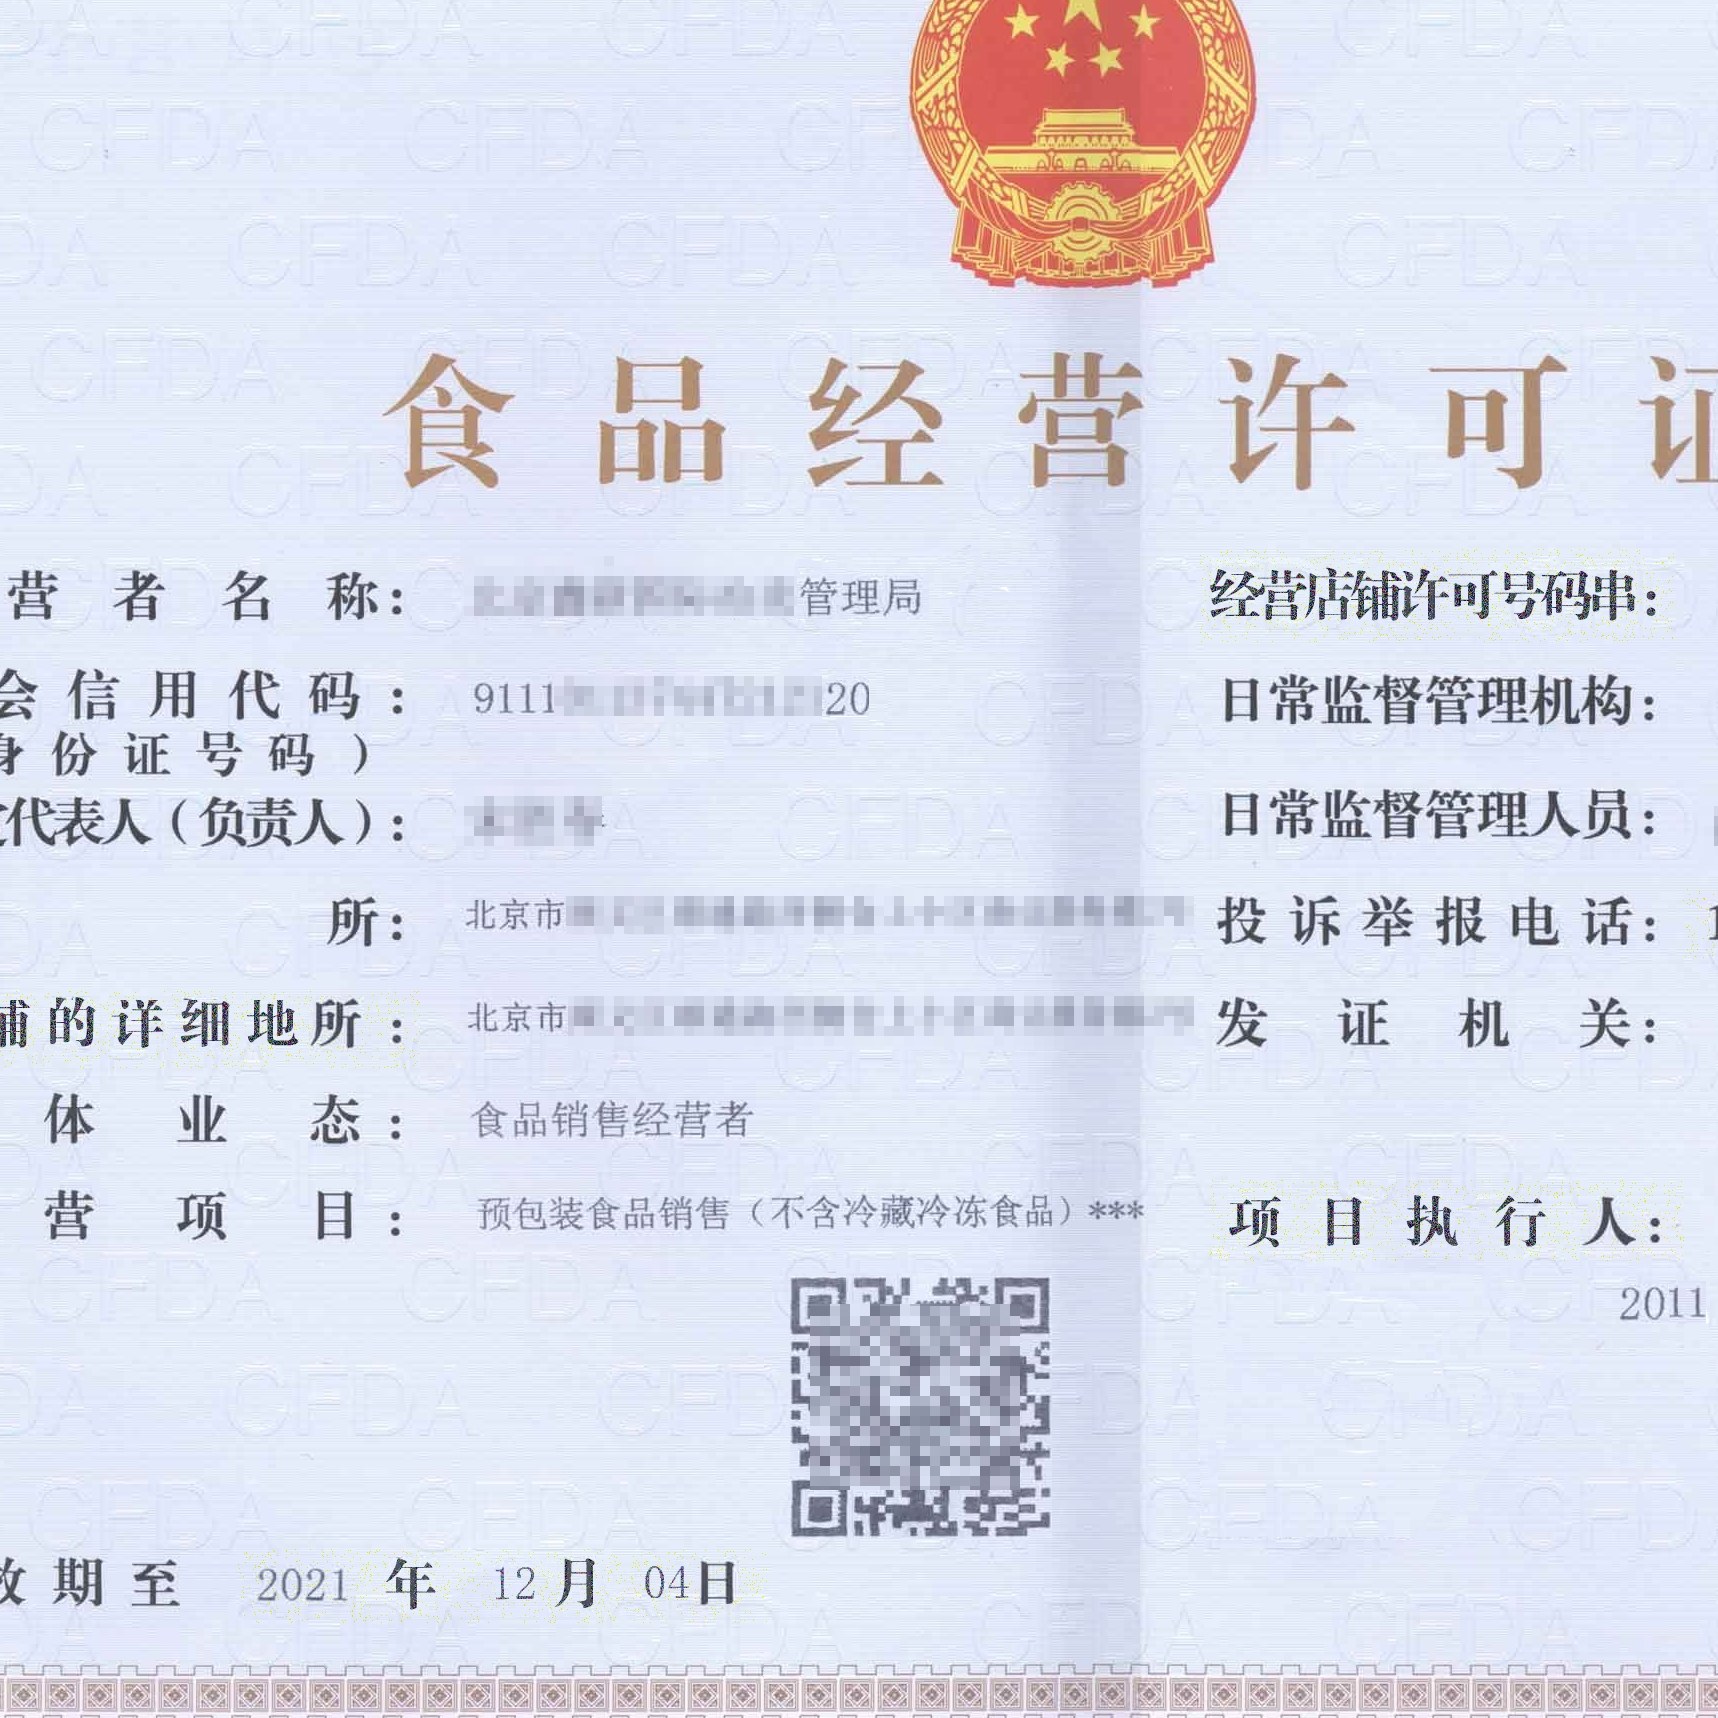 食品经营许可证
营者名称： 管理局
会信用代码： 9111 20
身份证号码）
代表人（负责人）：
所： 北京市
铺的详细地所： 北京市
体业态： 食品销售经营者
营项目： 预包装食品销售（不含冷藏冷冻食品）***
经营店铺许可号码串：
日常监督管理机构：
日常监督管理人员：
投诉举报电话： 1
发证机关：
项目执行人：
2011
效期至 2021 年 12 月 04日
CFDA